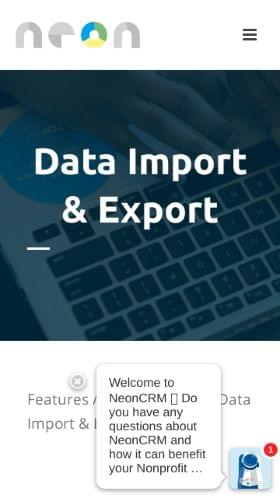 neon
Data Import
& Export
Features /
Data
Import &
Welcome to
NeonCRM ▯ Do
you have any
questions about
NeonCRM and
how it can benefit
your Nonprofit ...
1